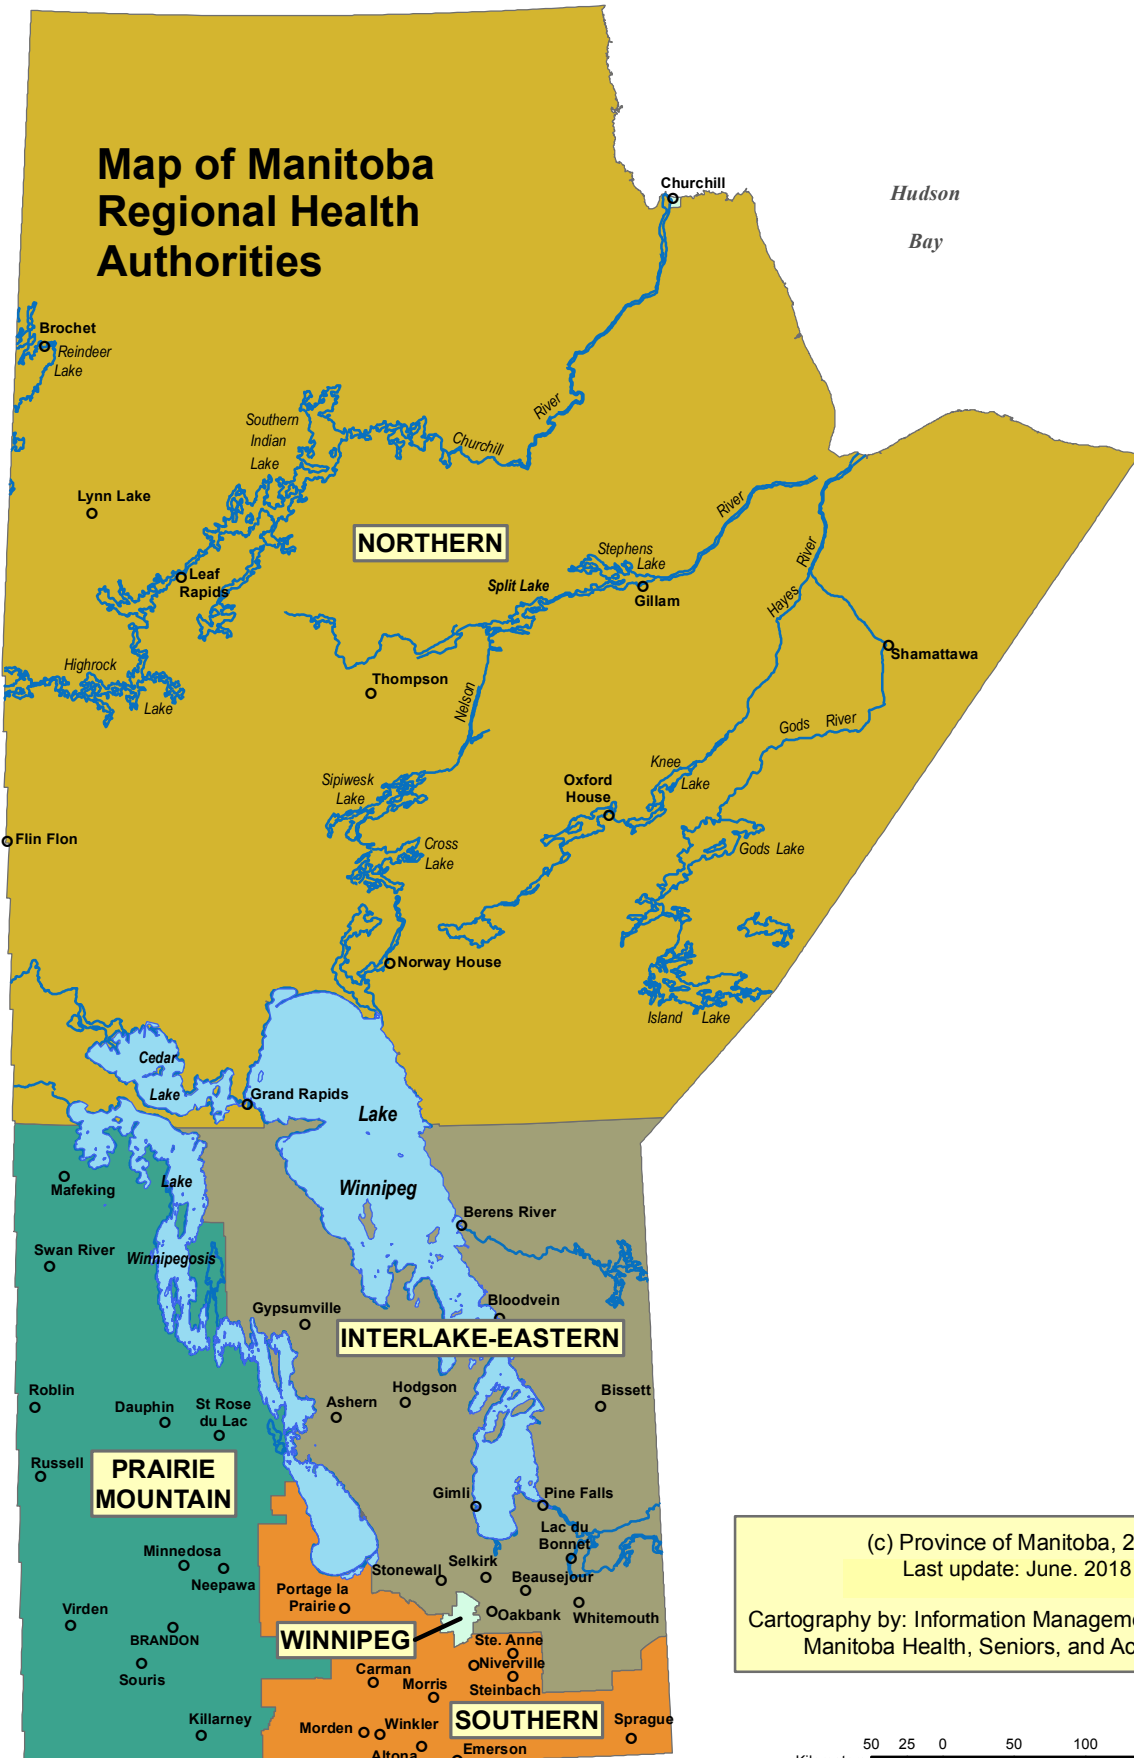 Map of Manitoba
Regional Health
Authorities
Churchill
Hudson
Bay
Brochet
Reindeer
Lake
Southern
Indian
Lake
River
Churchill
Lynn Lake
River
NORTHERN
River
Stephens
Lake
Split Lake
Leaf
Rapids
Gillam
Hayes
Shamattawa
Highrock
Lake
Thompson
Nelson
Gods River
Knee
Lake
Sipiwesk
Lake
Oxford
House
Flin Flon
Cross
Lake
Gods Lake
Norway House
Island Lake
Cedar
Lake
Grand Rapids
Lake
Winnipeg
Mafeking
Lake
Winnipegosis
Berens River
Swan River
Bloodvein
Gypsumville
INTERLAKE-EASTERN
Roblin
Dauphin
St Rose
du Lac
Ashern
Hodgson
Bissett
Russell
PRAIRIE
MOUNTAIN
Gimli
Pine Falls
Lac du
Bonnet
Minnedosa
Neepawa
Stonewall
Selkirk
Beausejour
Portage la
Prairie
Oakbank
Whitemouth
Virden
BRANDON
WINNIPEG
Ste. Anne
Niverville
Steinbach
Souris
Carman
Morris
Killarney
Morden
Winkler
SOUTHERN
Sprague
Altona
Emerson
(c) Province of Manitoba, 2
Last update: June. 2018
Cartography by: Information Manageme
Manitoba Health, Seniors, and Ac
50 25 0 50 100